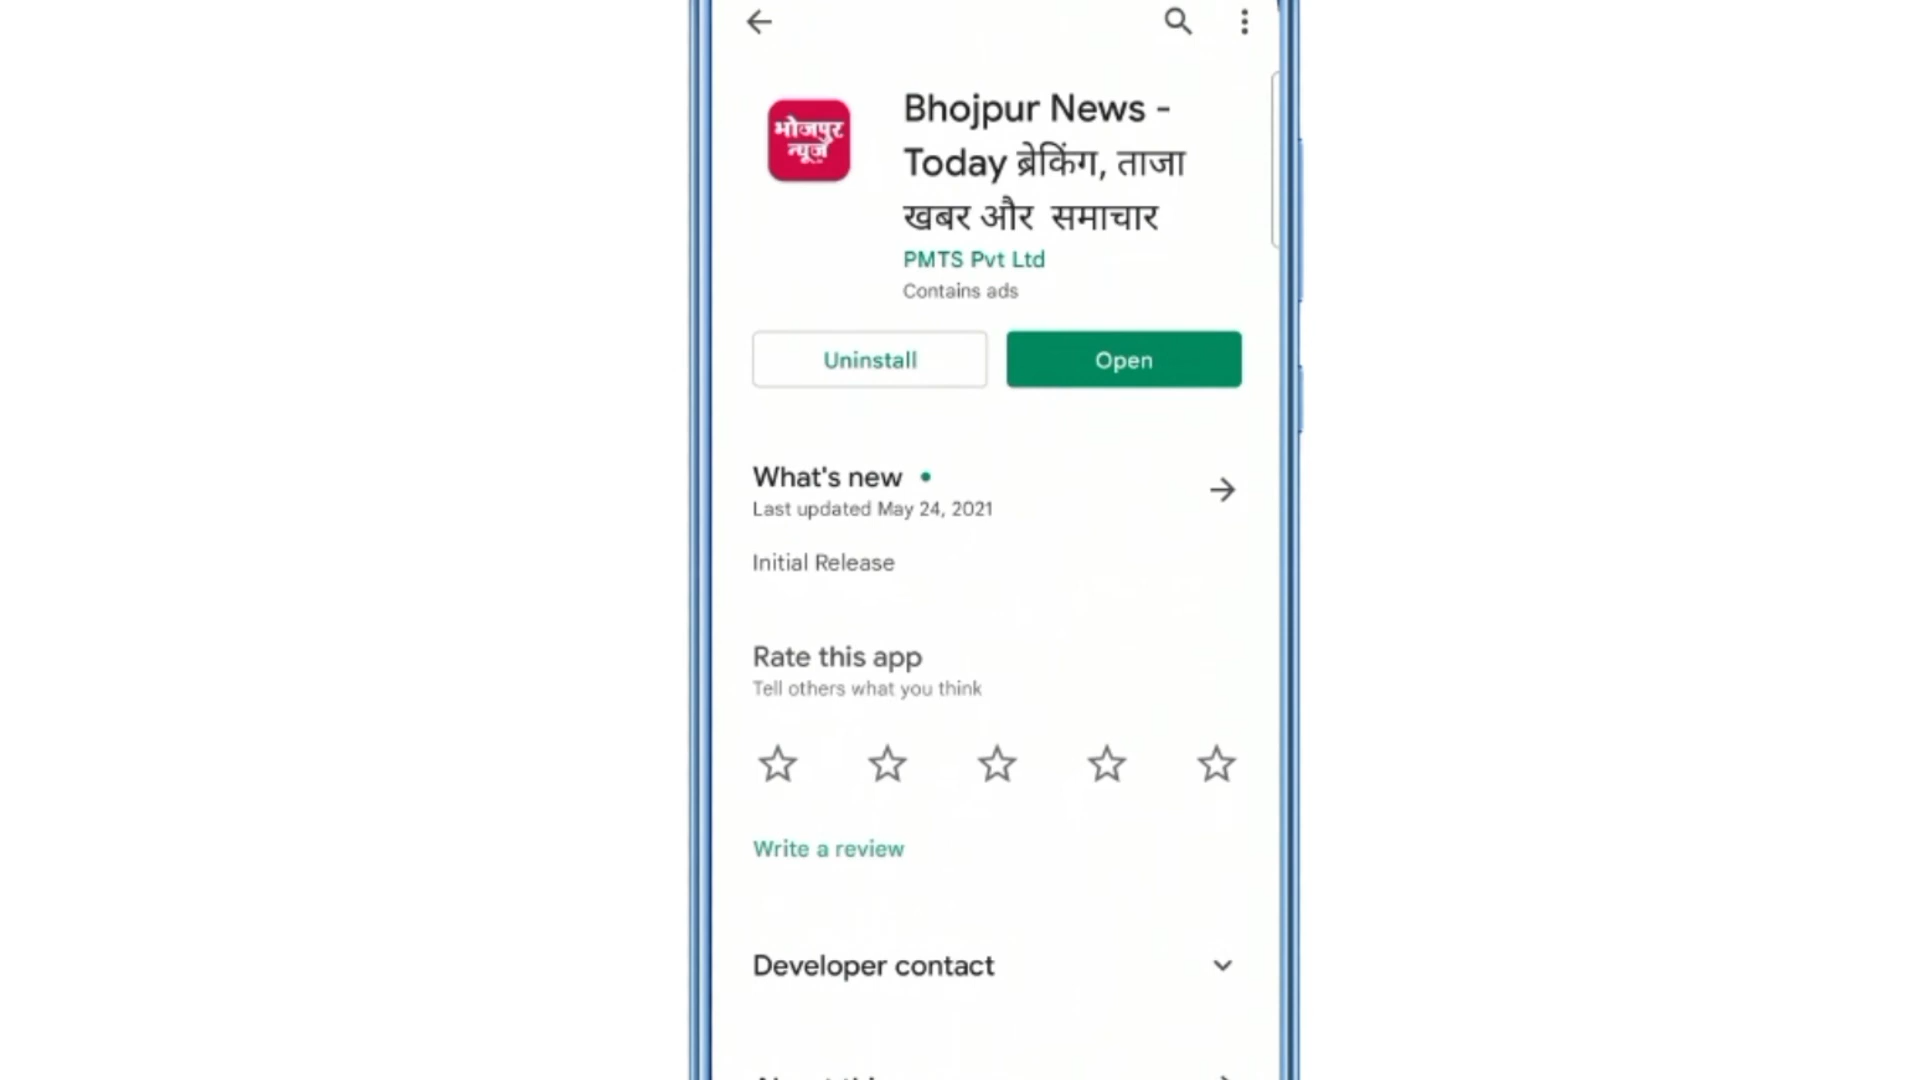 भोजपुर
न्यूज़
Bhojpur News -
Today ब्रेकिंग, ताजा
खबर और समाचार
PMTS Pvt Ltd
Contains ads
Uninstall
Open
What's new
Last updated May 24, 2021
Initial Release
Rate this app
Tell others what you think
Write a review
Developer contact